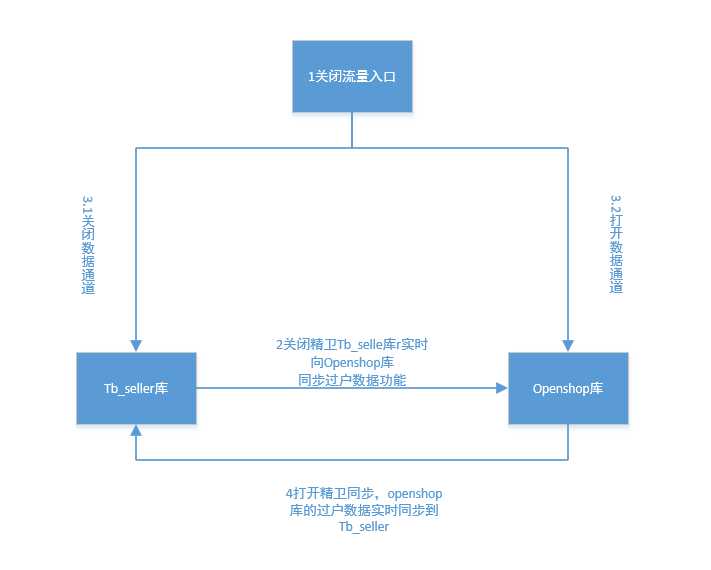 1关闭流量入口
3.1关闭数据通道
3.2打开数据通道
2关闭精卫Tb_selle库r实时
向Openshop库
同步过户数据功能
Tb_seller库
Openshop库
4打开精卫同步，openshop
库的过户数据实时同步到
Tb_seller